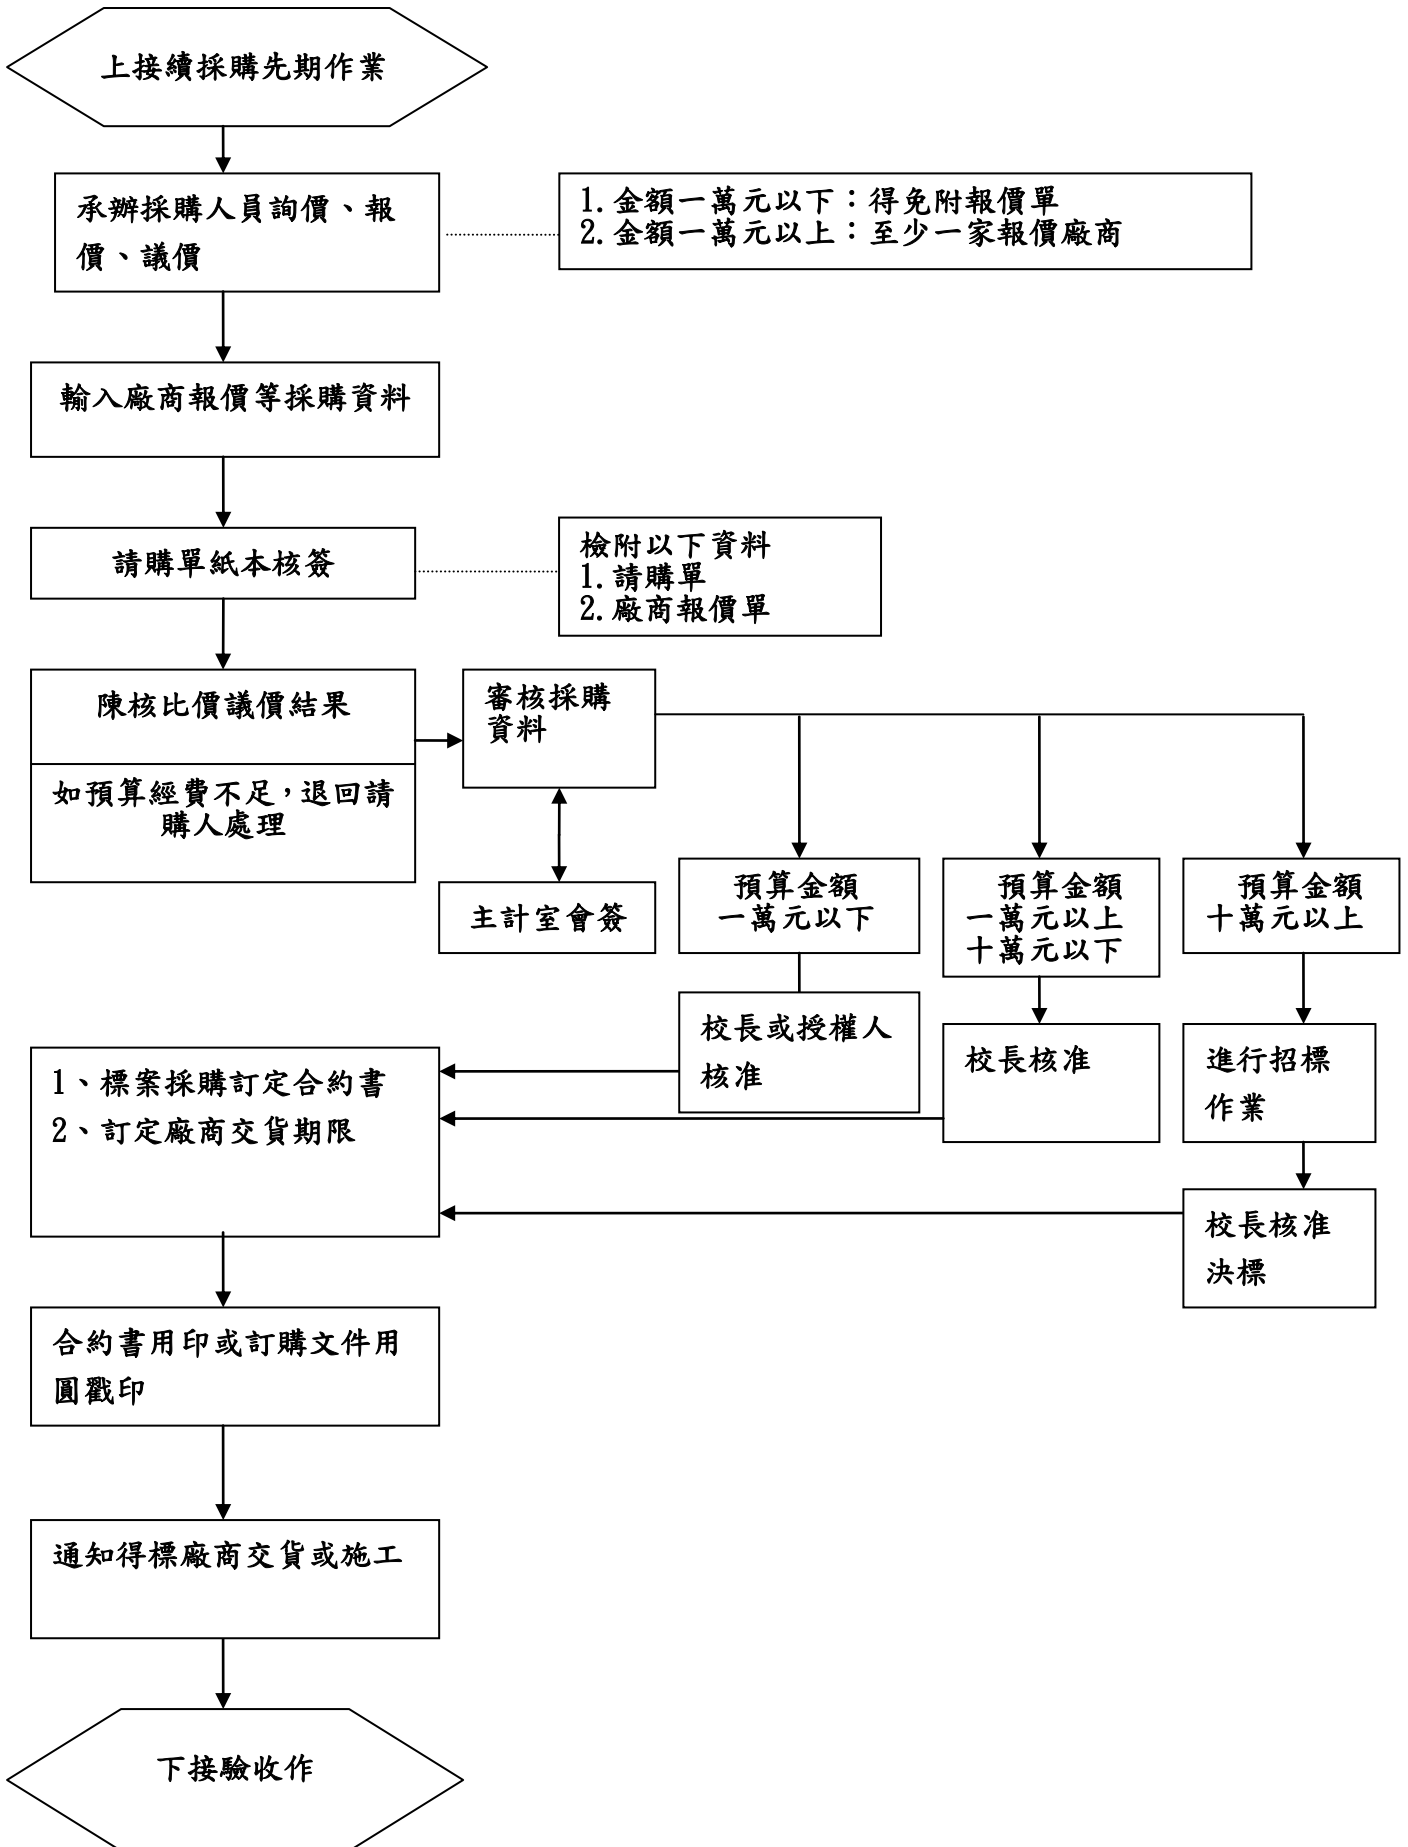 上接續採購先期作業
承辦採購人員詢價、報
價、議價
1.金額一萬元以下：得免附報價單
2.金額一萬元以上：至少一家報價廠商
輸入廠商報價等採購資料
請購單紙本核簽
檢附以下資料
1.請購單
2.廠商報價單
陳核比價議價結果
如預算經費不足，退回請
購人處理
審核採購
資料
主計室會簽
預算金額
一萬元以下
預算金額
一萬元以上
十萬元以下
預算金額
十萬元以上
校長或授權人
核准
校長核准
進行招標
作業
校長核准
決標
1、標案採購訂定合約書
2、訂定廠商交貨期限
合約書用印或訂購文件用
圓戳印
通知得標廠商交貨或施工
下接驗收作